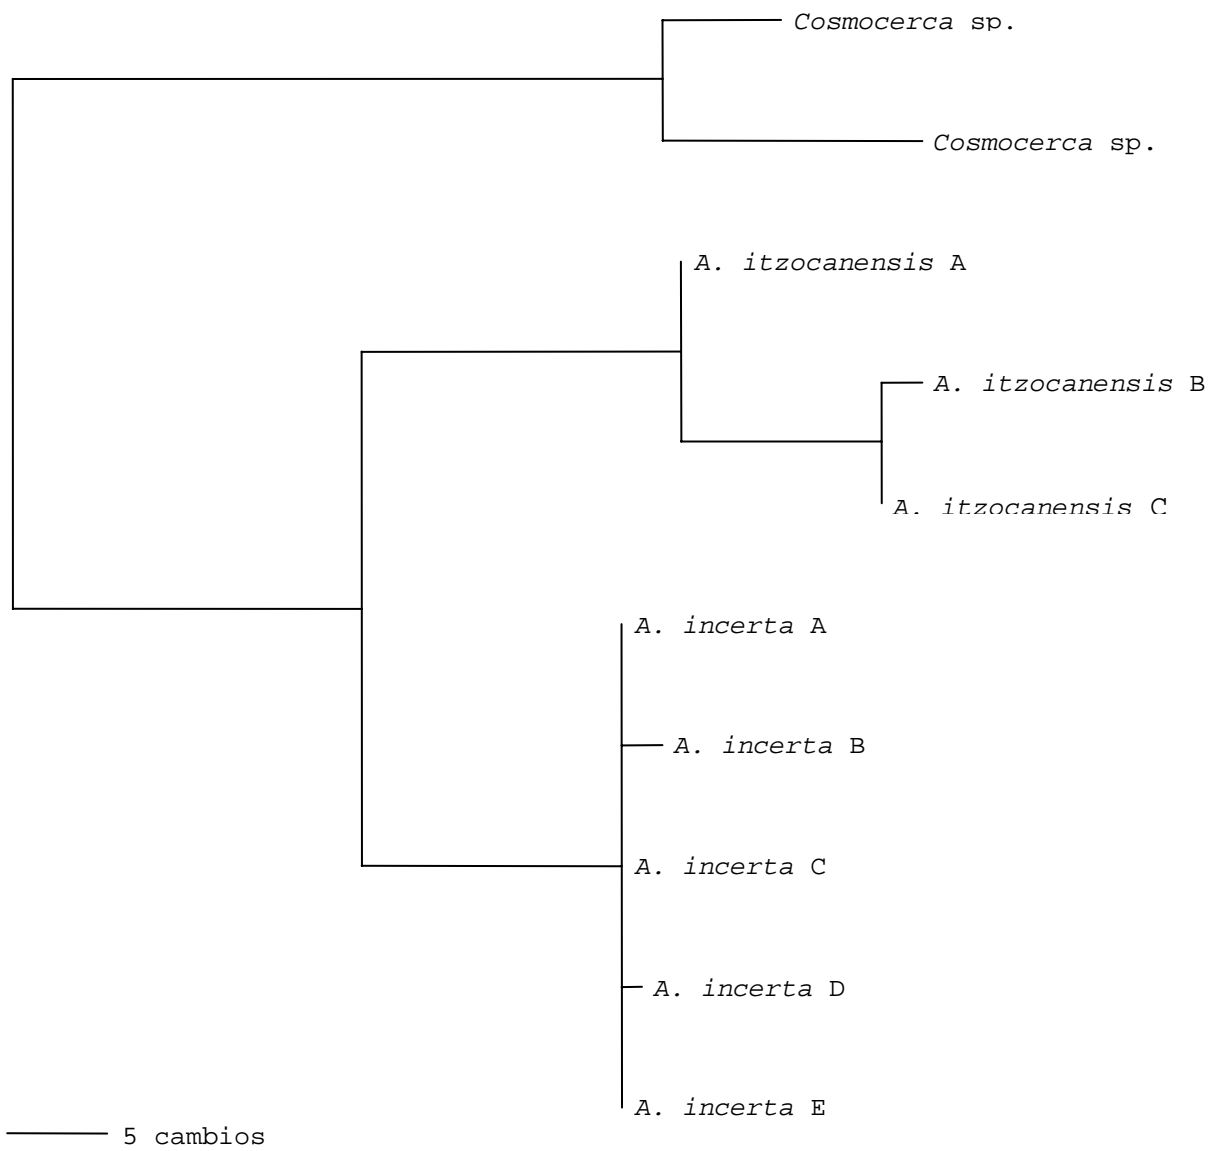 Cosmocerca sp.
Cosmocerca sp.
A. itzocanensis A
A. itzocanensis B
A. itzocanensis C
A. incerta A
A. incerta B
A. incerta C
A. incerta D
A. incerta E
5 cambios